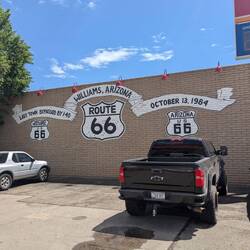 WILLIAMS, ARIZONA
LAST TOWN BYPASSED BY I-40
OCTOBER 13, 1984
ROUTE
66
ARIZONA
US 66
66